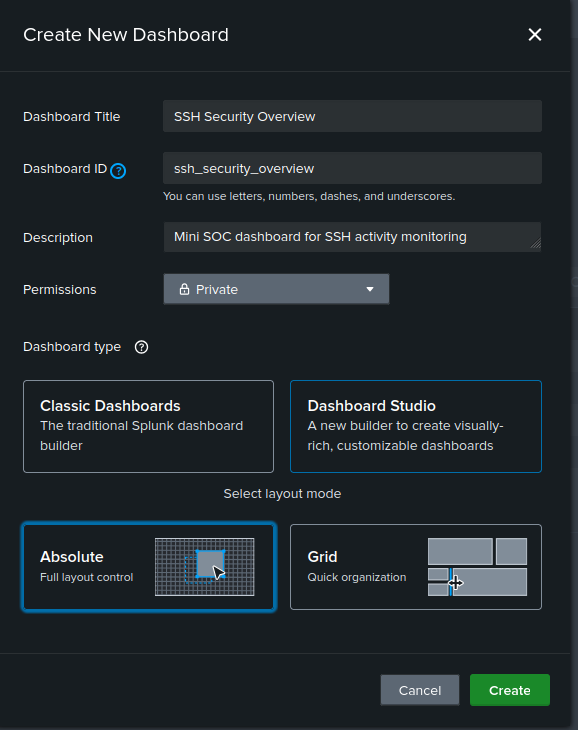 Create New Dashboard
Dashboard Title
SSH Security Overview
Dashboard ID
ssh_security_overview
You can use letters, numbers, dashes, and underscores.
Description
Mini SOC dashboard for SSH activity monitoring
Permissions
Private
Dashboard type
Classic Dashboards
The traditional Splunk dashboard
builder
Dashboard Studio
A new builder to create visually-
rich, customizable dashboards
Select layout mode
Absolute
Full layout control
Grid
Quick organization
Cancel
Create